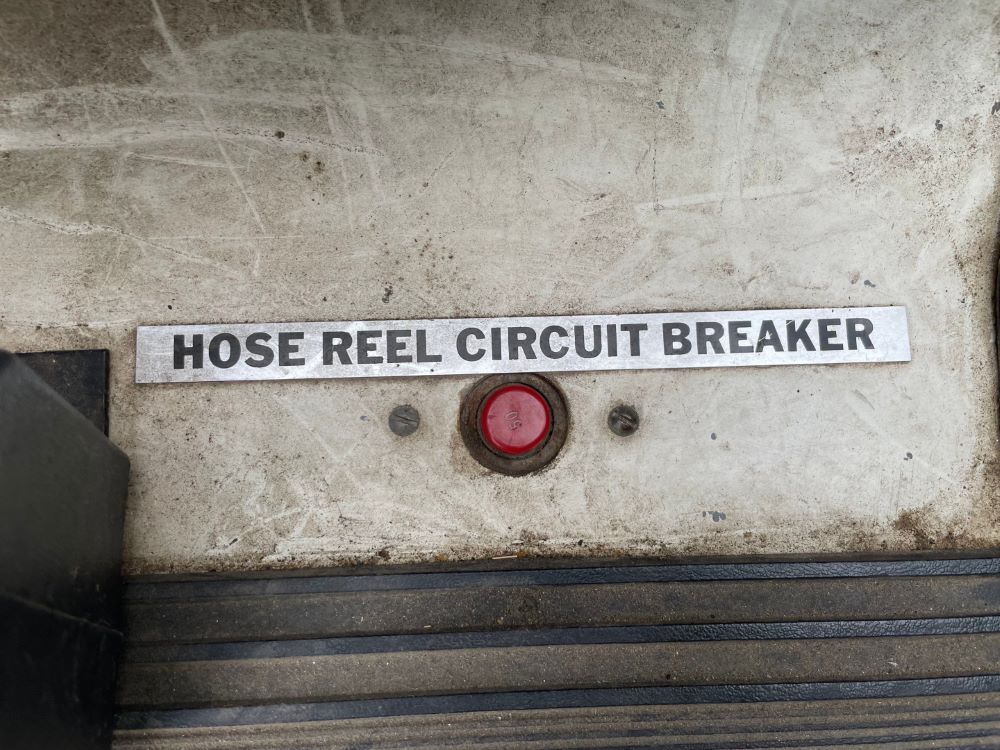 HOSE REEL CIRCUIT BREAKER
50